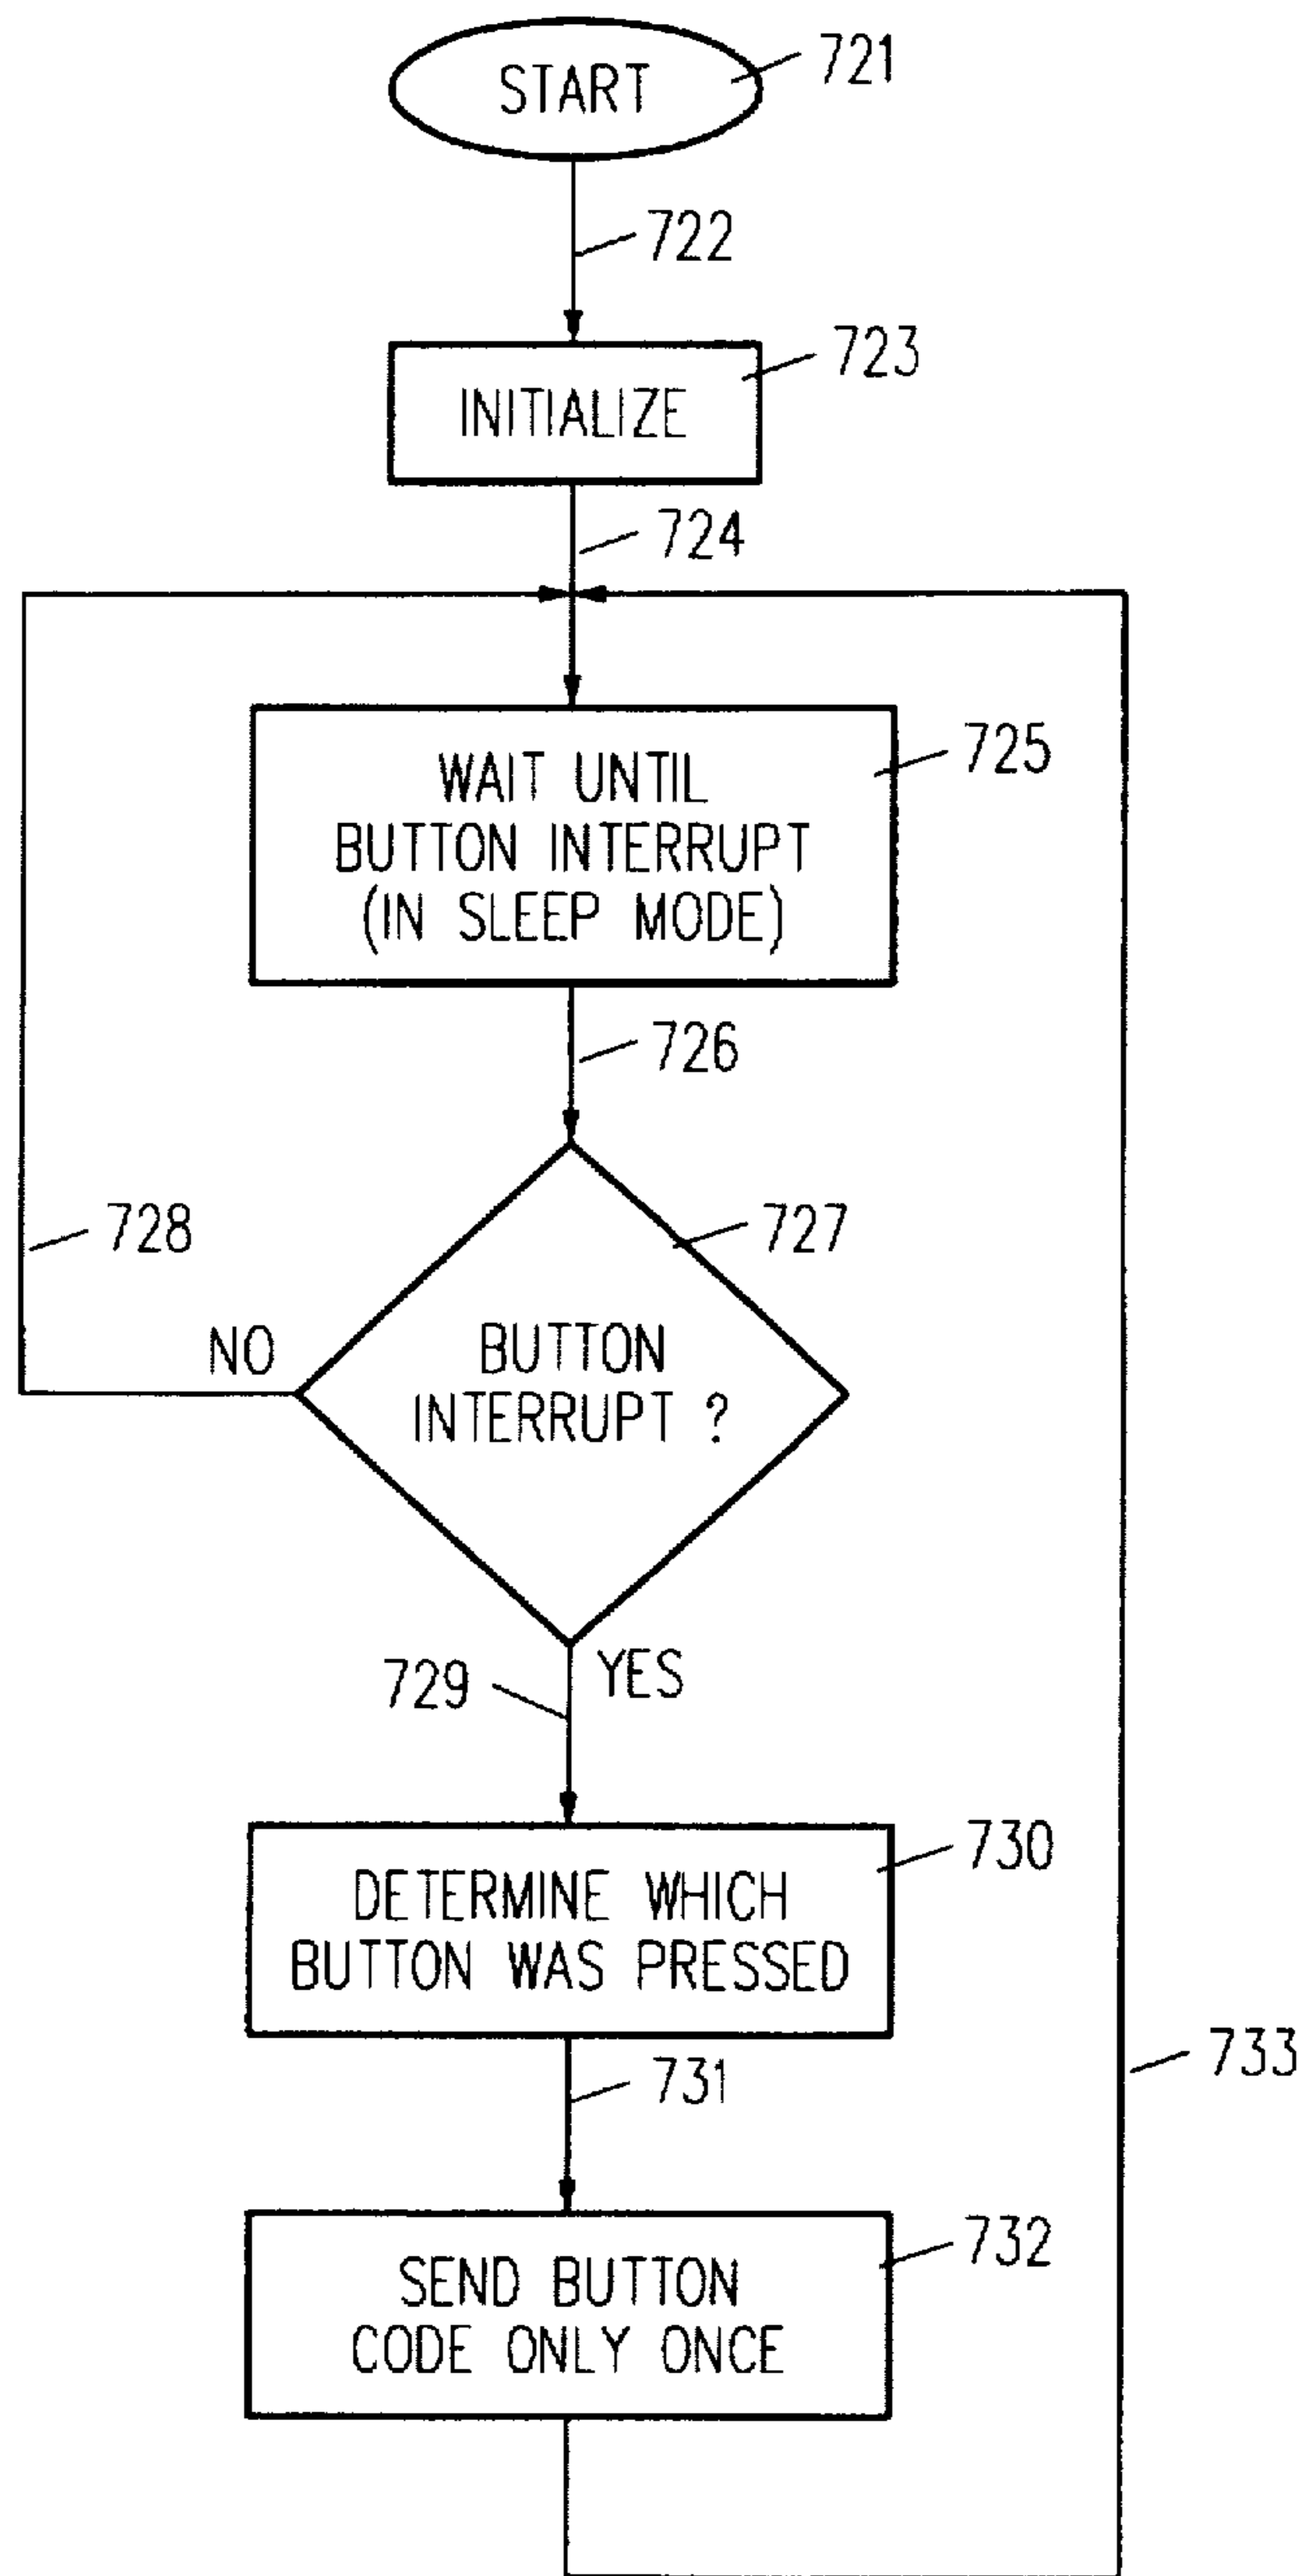 START
721
722
INITIALIZE
723
724
WAIT UNTIL
BUTTON INTERRUPT
(IN SLEEP MODE)
725
726
728
727
NO
BUTTON
INTERRUPT ?
729
YES
DETERMINE WHICH
BUTTON WAS PRESSED
730
731
733
SEND BUTTON
CODE ONLY ONCE
732